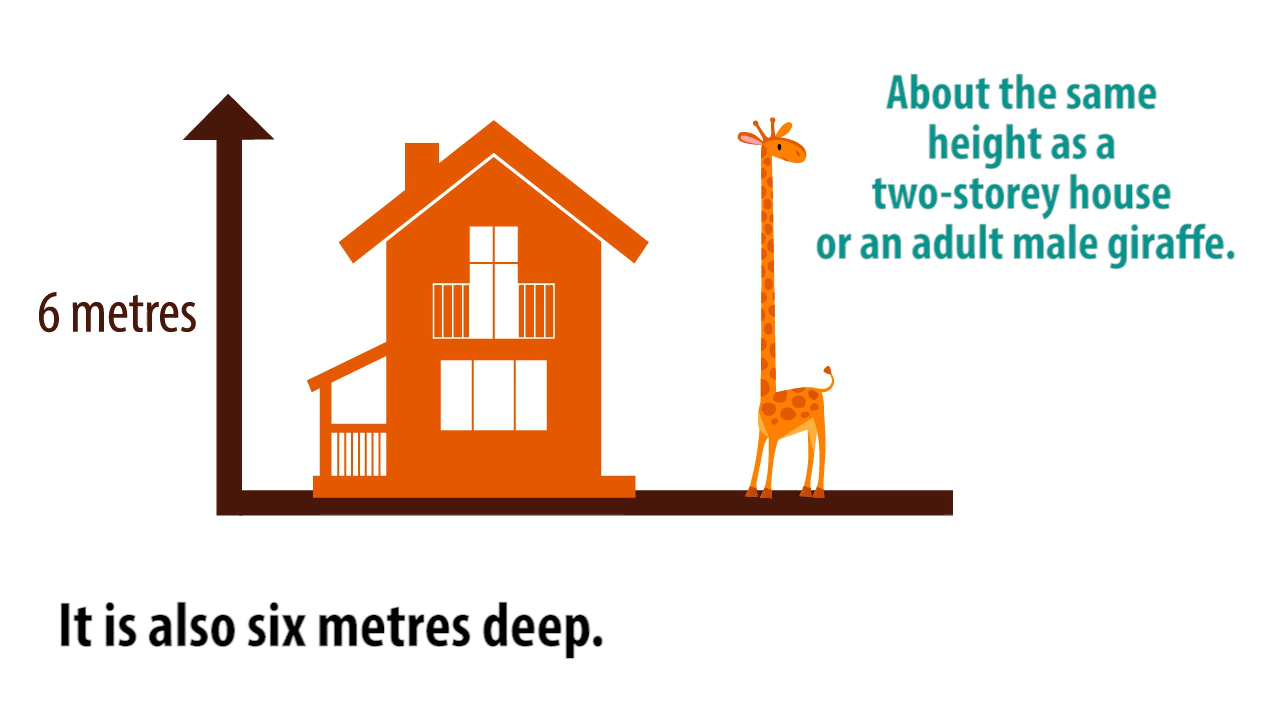 About the same
height as a
two-storey house
or an adult male giraffe.
6 metres
It is also six metres deep.